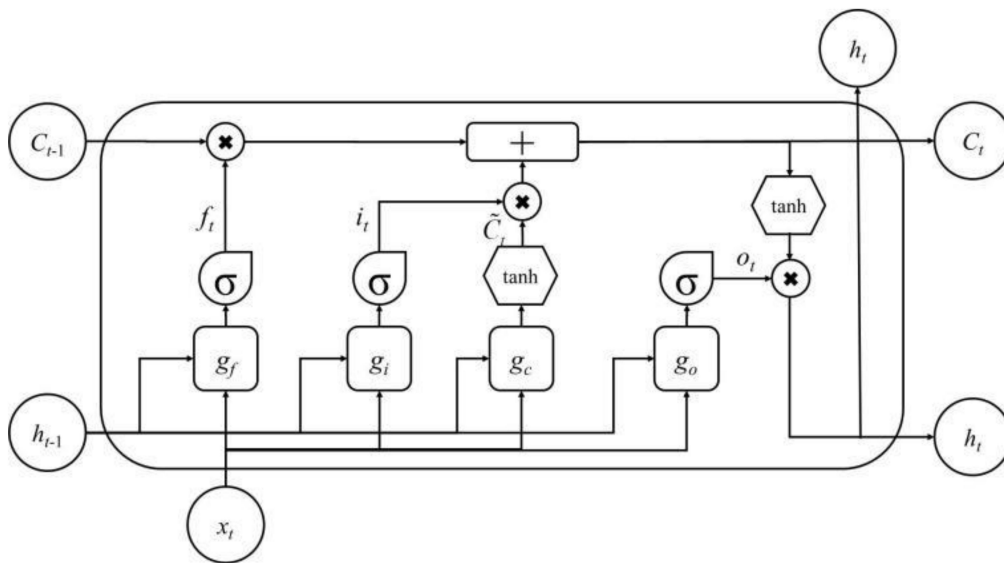 h_t
C_{t-1} × + C_t
tanh
f_t i_t × C̃_t
σ σ tanh σ o_t ×
g_f g_i g_c g_o
h_{t-1} h_t
x_t